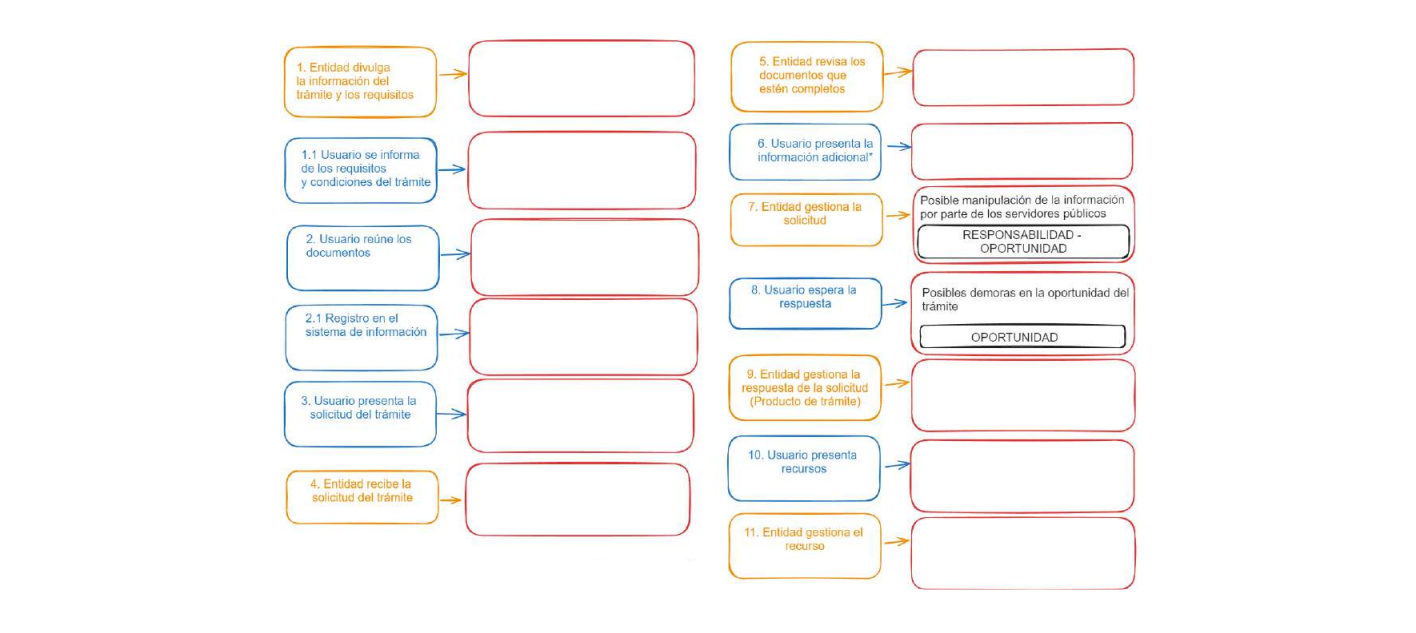 1. Entidad divulga
la información del
trámite y los requisitos
1.1 Usuario se informa
de los requisitos
y condiciones del trámite
2. Usuario reúne los
documentos
2.1 Registro en el
sistema de información
3. Usuario presenta la
solicitud del trámite
4. Entidad recibe la
solicitud del trámite
5. Entidad revisa los
documentos que
estén completos
6. Usuario presenta la
información adicional*
7. Entidad gestiona la
solicitud
Posible manipulación de la información
por parte de los servidores públicos
RESPONSABILIDAD -
OPORTUNIDAD
8. Usuario espera la
respuesta
Posibles demoras en la oportunidad del
trámite
OPORTUNIDAD
9. Entidad gestiona la
respuesta de la solicitud
(Producto de trámite)
10. Usuario presenta
recursos
11. Entidad gestiona el
recurso